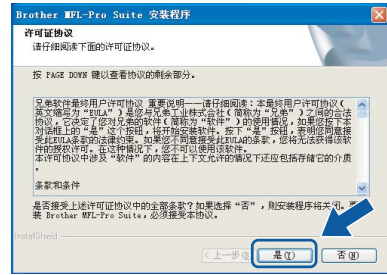 Brother MFL-Pro Suite 安装程序
许可证协议
请仔细阅读下面的许可证协议。
按 PAGE DOWN 键以查看协议的剩余部分。
兄弟软件最终用户许可协议 重要说明——请仔细阅读：本最终用户许可协议（
英文缩写为“EULA”）是您与兄弟工业株式会社（简称为“兄弟”）之间的合法
协议，它决定了您对兄弟的软件（简称为“软件”）的使用情况，如果您按下本
对话框上的“是”这个按钮，将开始安装软件。按下“是”按钮，表明您同意接
受此EULA条款的法律约束。如果您不同意接受此EULA的条款，您将无法获得该软
件的授权许可。在这种情况下，您不可以使用该软件。
本许可协议中涉及“软件”的内容在上下文允许的情况下还应包括存储它的介质
。
条款和条件
是否接受上述许可证协议中的全部条款？如果选择“否”，则安装程序将关闭。要
装 Brother MFL-Pro Suite，必须接受本协议。
InstallShield
< 上一步(B)
是(Y)
否(N)